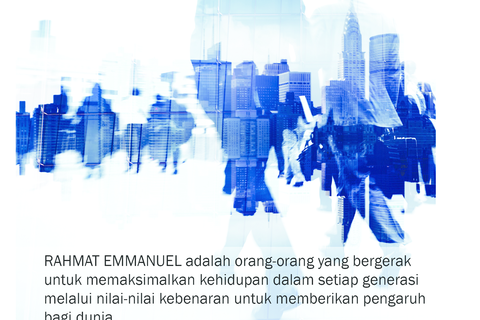 RAHMAT EMMANUEL adalah orang-orang yang bergerak
untuk memaksimalkan kehidupan dalam setiap generasi
melalui nilai-nilai kebenaran untuk memberikan pengaruh
bagi dunia